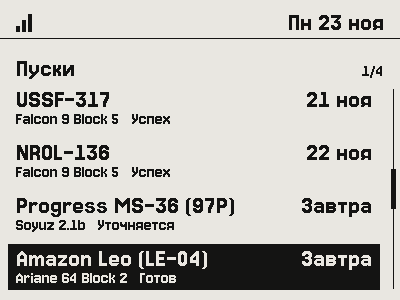 Пн 23 ноя
Пуски 1/4
USSF-317 21 ноя
Falcon 9 Block 5 Успех
NROL-136 22 ноя
Falcon 9 Block 5 Успех
Progress MS-36 (97P) Завтра
Soyuz 2.1b Уточняется
Amazon Leo (LE-04) Завтра
Ariane 64 Block 2 Готов